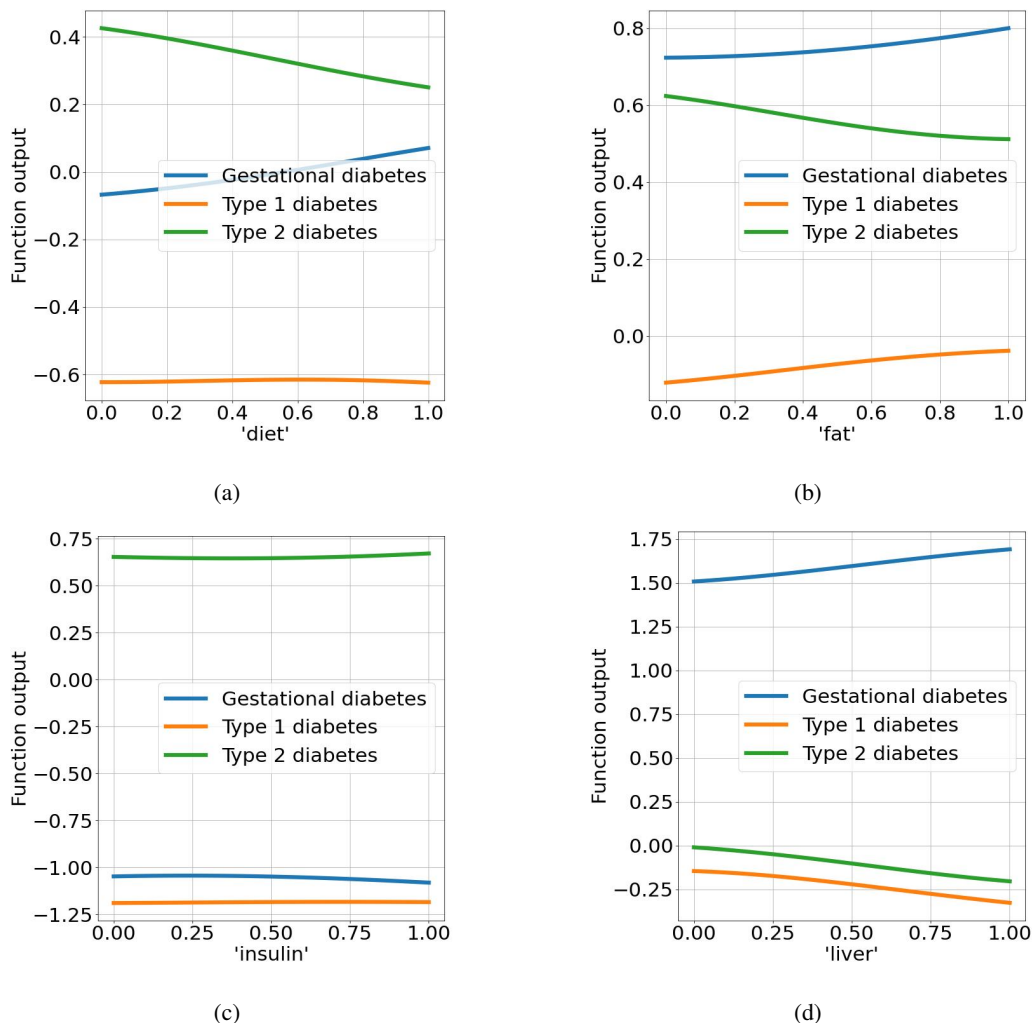 0.4
0.2
0.0
−0.2
−0.4
−0.6
Function output
Gestational diabetes
Type 1 diabetes
Type 2 diabetes
0.0 0.2 0.4 0.6 0.8 1.0
'diet'
(a)
0.8
0.6
0.4
0.2
0.0
Function output
Gestational diabetes
Type 1 diabetes
Type 2 diabetes
0.0 0.2 0.4 0.6 0.8 1.0
'fat'
(b)
0.75
0.50
0.25
0.00
−0.25
−0.50
−0.75
−1.00
−1.25
Function output
Gestational diabetes
Type 1 diabetes
Type 2 diabetes
0.00 0.25 0.50 0.75 1.00
'insulin'
(c)
1.75
1.50
1.25
1.00
0.75
0.50
0.25
0.00
−0.25
Function output
Gestational diabetes
Type 1 diabetes
Type 2 diabetes
0.00 0.25 0.50 0.75 1.00
'liver'
(d)